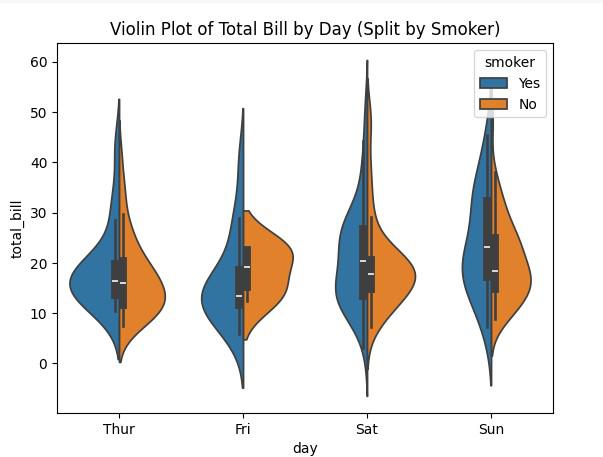 Violin Plot of Total Bill by Day (Split by Smoker)
smoker
Yes
No
60
50
40
30
20
10
0
total_bill
Thur Fri Sat Sun
day